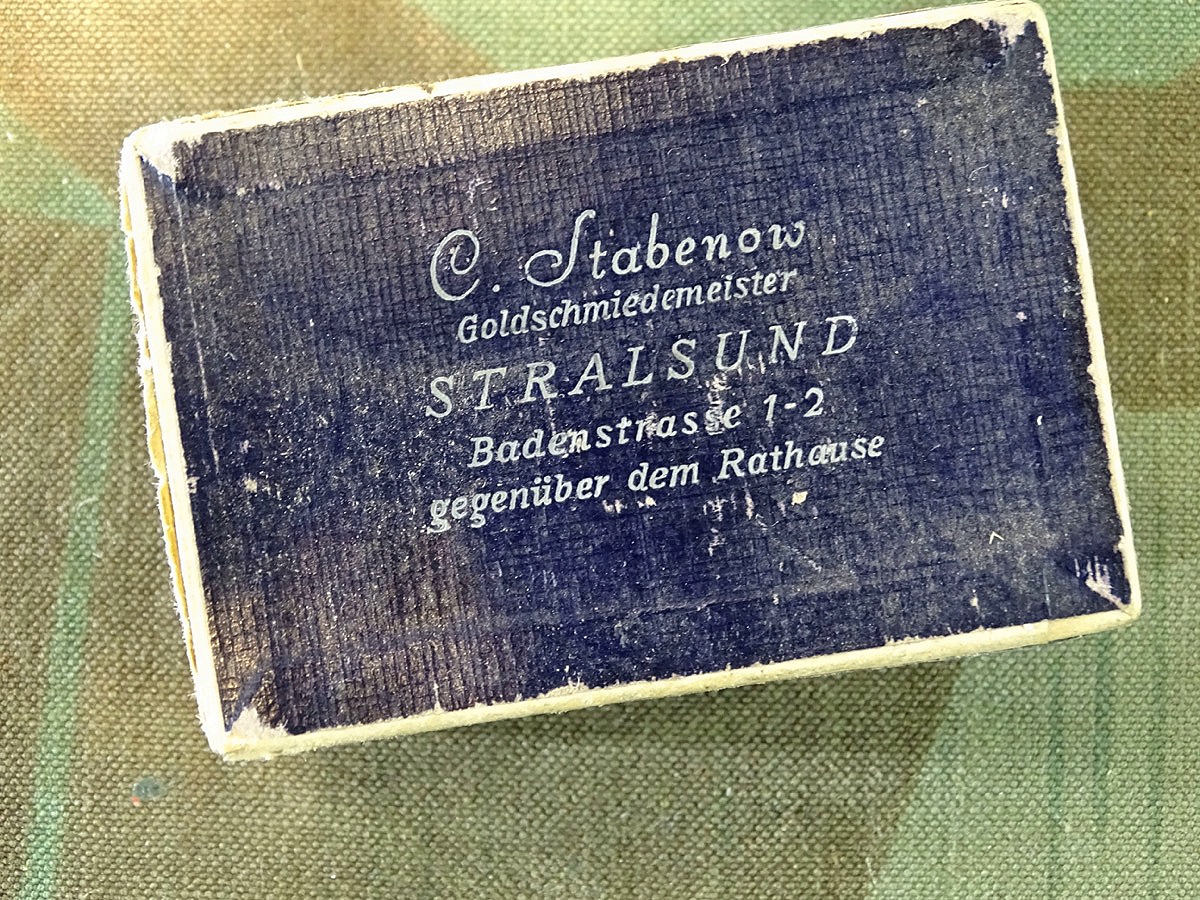 C. Stabenow
Goldschmiedemeister
STRALSUND
Badenstrasse 1-2
gegenüber dem Rathause